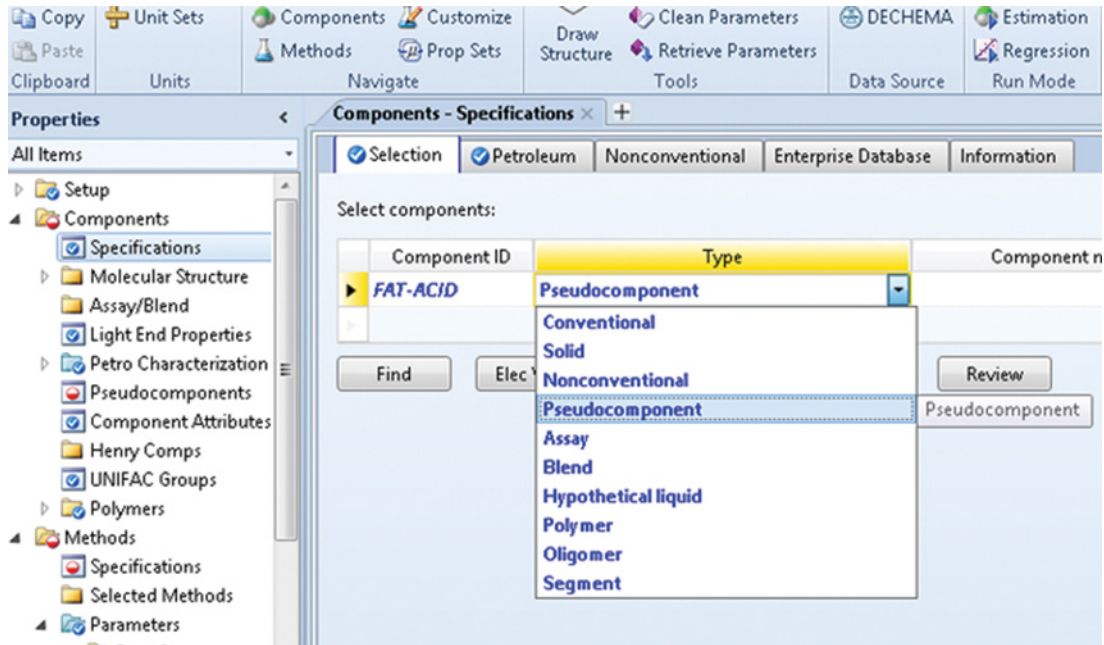 Copy Unit Sets Components Customize Clean Parameters DECHEMA Estimation
Paste Methods Prop Sets Draw Structure Retrieve Parameters Regression
Clipboard Units Navigate Tools Data Source Run Mode
Properties <
All Items
Setup
Components
Specifications
Molecular Structure
Assay/Blend
Light End Properties
Petro Characterization
Pseudocomponents
Component Attributes
Henry Comps
UNIFAC Groups
Polymers
Methods
Specifications
Selected Methods
Parameters
Components - Specifications × +
Selection Petroleum Nonconventional Enterprise Database Information
Select components:
Component ID Type Component n
FAT-ACID Pseudocomponent
Conventional
Solid
Nonconventional
Pseudocomponent
Assay
Blend
Hypothetical liquid
Polymer
Oligomer
Segment
Find Elec Review
Pseudocomponent